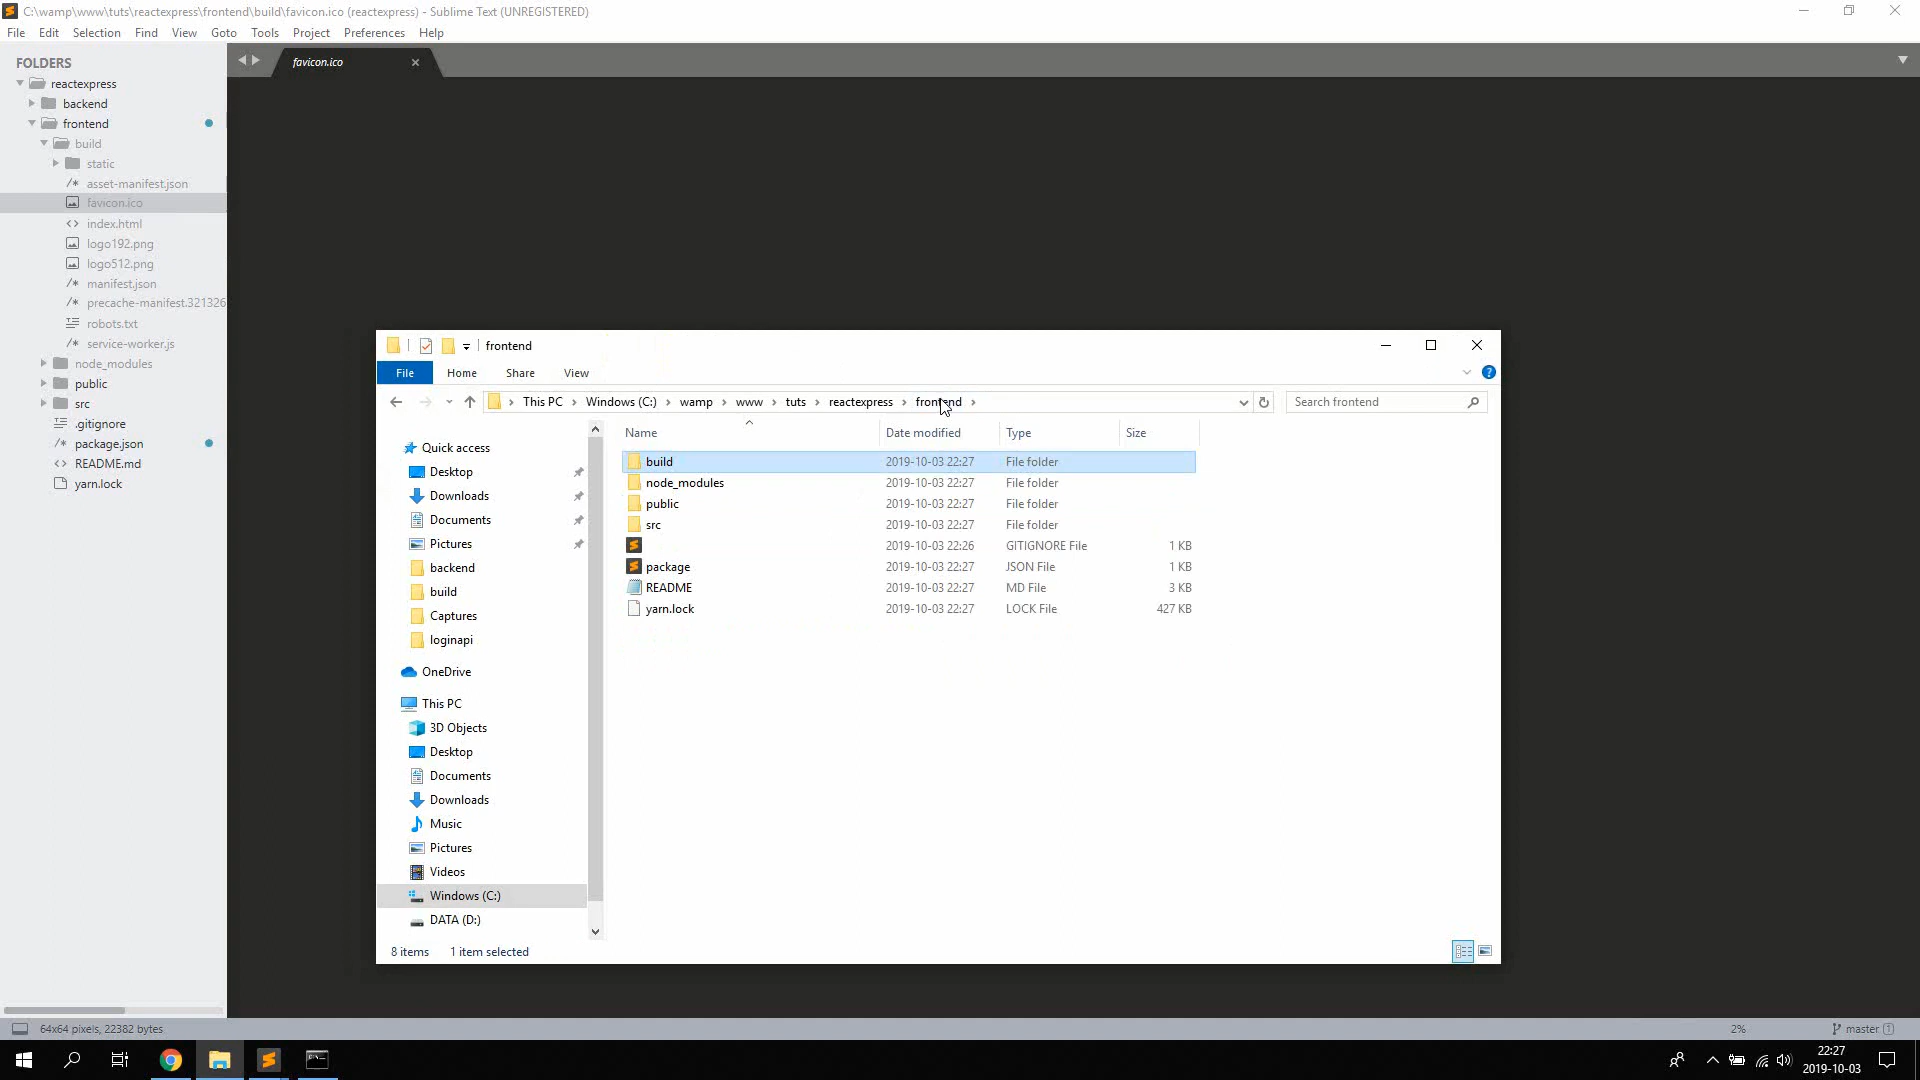 C:\wamp\www\tuts\reactexpress\frontend\build\favicon.ico (reactexpress) - Sublime Text (UNREGISTERED)
File Edit Selection Find View Goto Tools Project Preferences Help
FOLDERS
reactexpress
backend
frontend
build
static
asset-manifest.json
favicon.ico
index.html
logo192.png
logo512.png
manifest.json
precache-manifest.321326
robots.txt
service-worker.js
node_modules
public
src
.gitignore
package.json
README.md
yarn.lock
favicon.ico
frontend
File Home Share View
This PC Windows (C:) wamp www tuts reactexpress frontend
Search frontend
Quick access
Desktop
Downloads
Documents
Pictures
backend
build
Captures
loginapi
OneDrive
This PC
3D Objects
Desktop
Documents
Downloads
Music
Pictures
Videos
Windows (C:)
DATA (D:)
Name Date modified Type Size
build 2019-10-03 22:27 File folder
node_modules 2019-10-03 22:27 File folder
public 2019-10-03 22:27 File folder
src 2019-10-03 22:27 File folder
2019-10-03 22:26 GITIGNORE File 1 KB
package 2019-10-03 22:27 JSON File 1 KB
README 2019-10-03 22:27 MD File 3 KB
yarn.lock 2019-10-03 22:27 LOCK File 427 KB
8 items 1 item selected
64x64 pixels, 22382 bytes
2%
master 1
22:27
2019-10-03